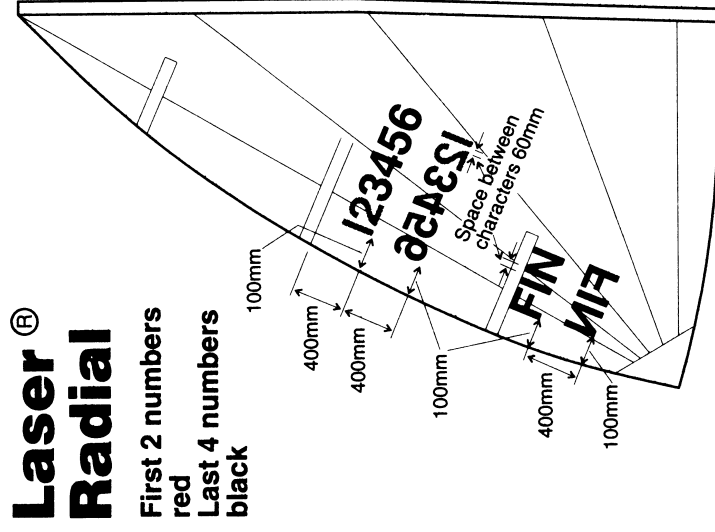 Laser ®
Radial
First 2 numbers
red
Last 4 numbers
black
100mm
400mm
400mm
100mm
400mm
100mm
123456
123456
Space between
characters 60mm
FIN
FIN